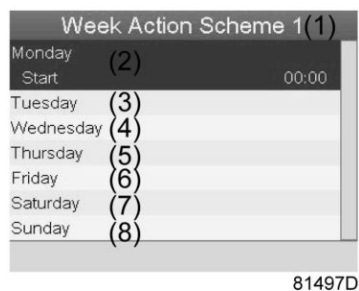 Week Action Scheme 1(1)
Monday (2)
Start 00:00
Tuesday (3)
Wednesday (4)
Thursday (5)
Friday (6)
Saturday (7)
Sunday (8)
81497D